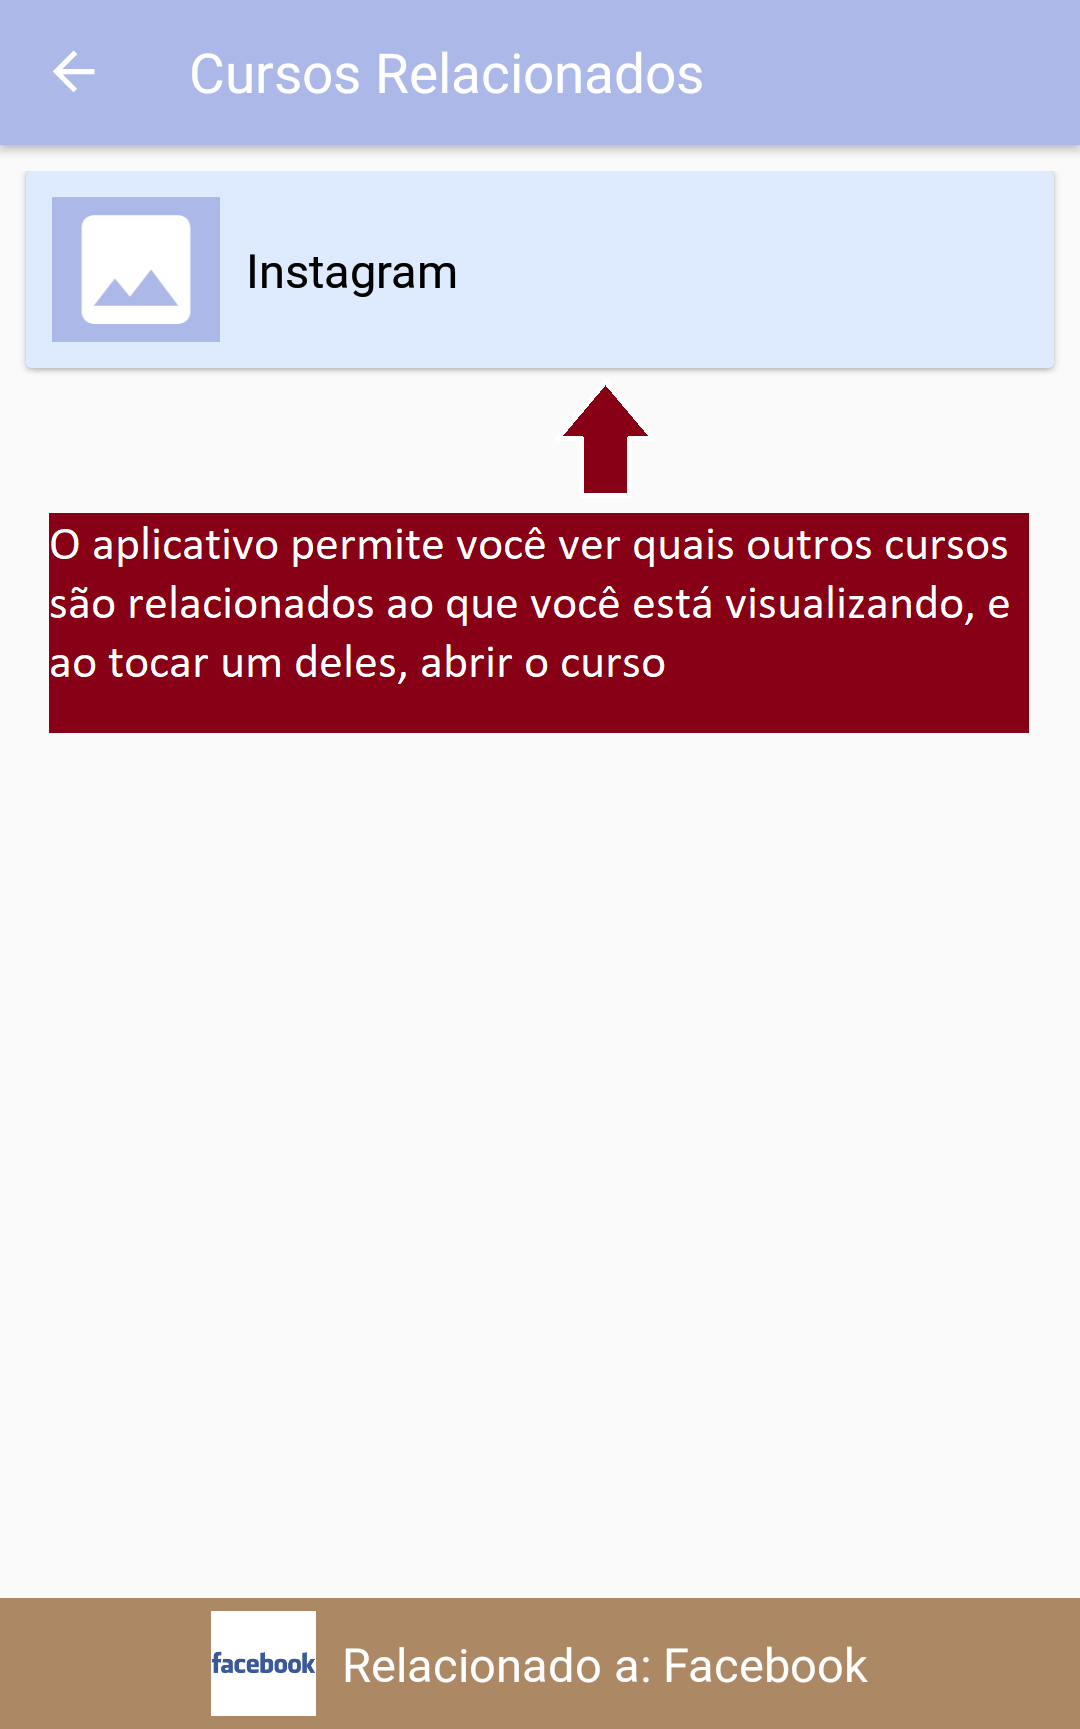 Cursos Relacionados
Instagram
O aplicativo permite você ver quais outros cursos
são relacionados ao que você está visualizando, e
ao tocar um deles, abrir o curso
facebook
Relacionado a: Facebook